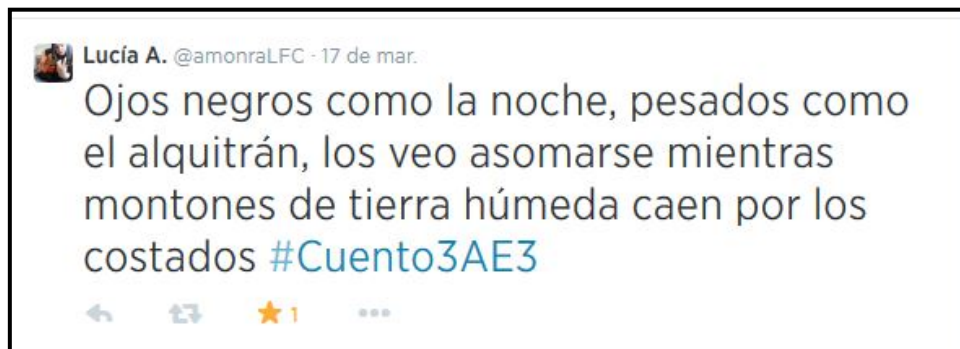 Lucía A. @amonraLFC · 17 de mar.
Ojos negros como la noche, pesados como
el alquitrán, los veo asomarse mientras
montones de tierra húmeda caen por los
costados #Cuento3AE3
1